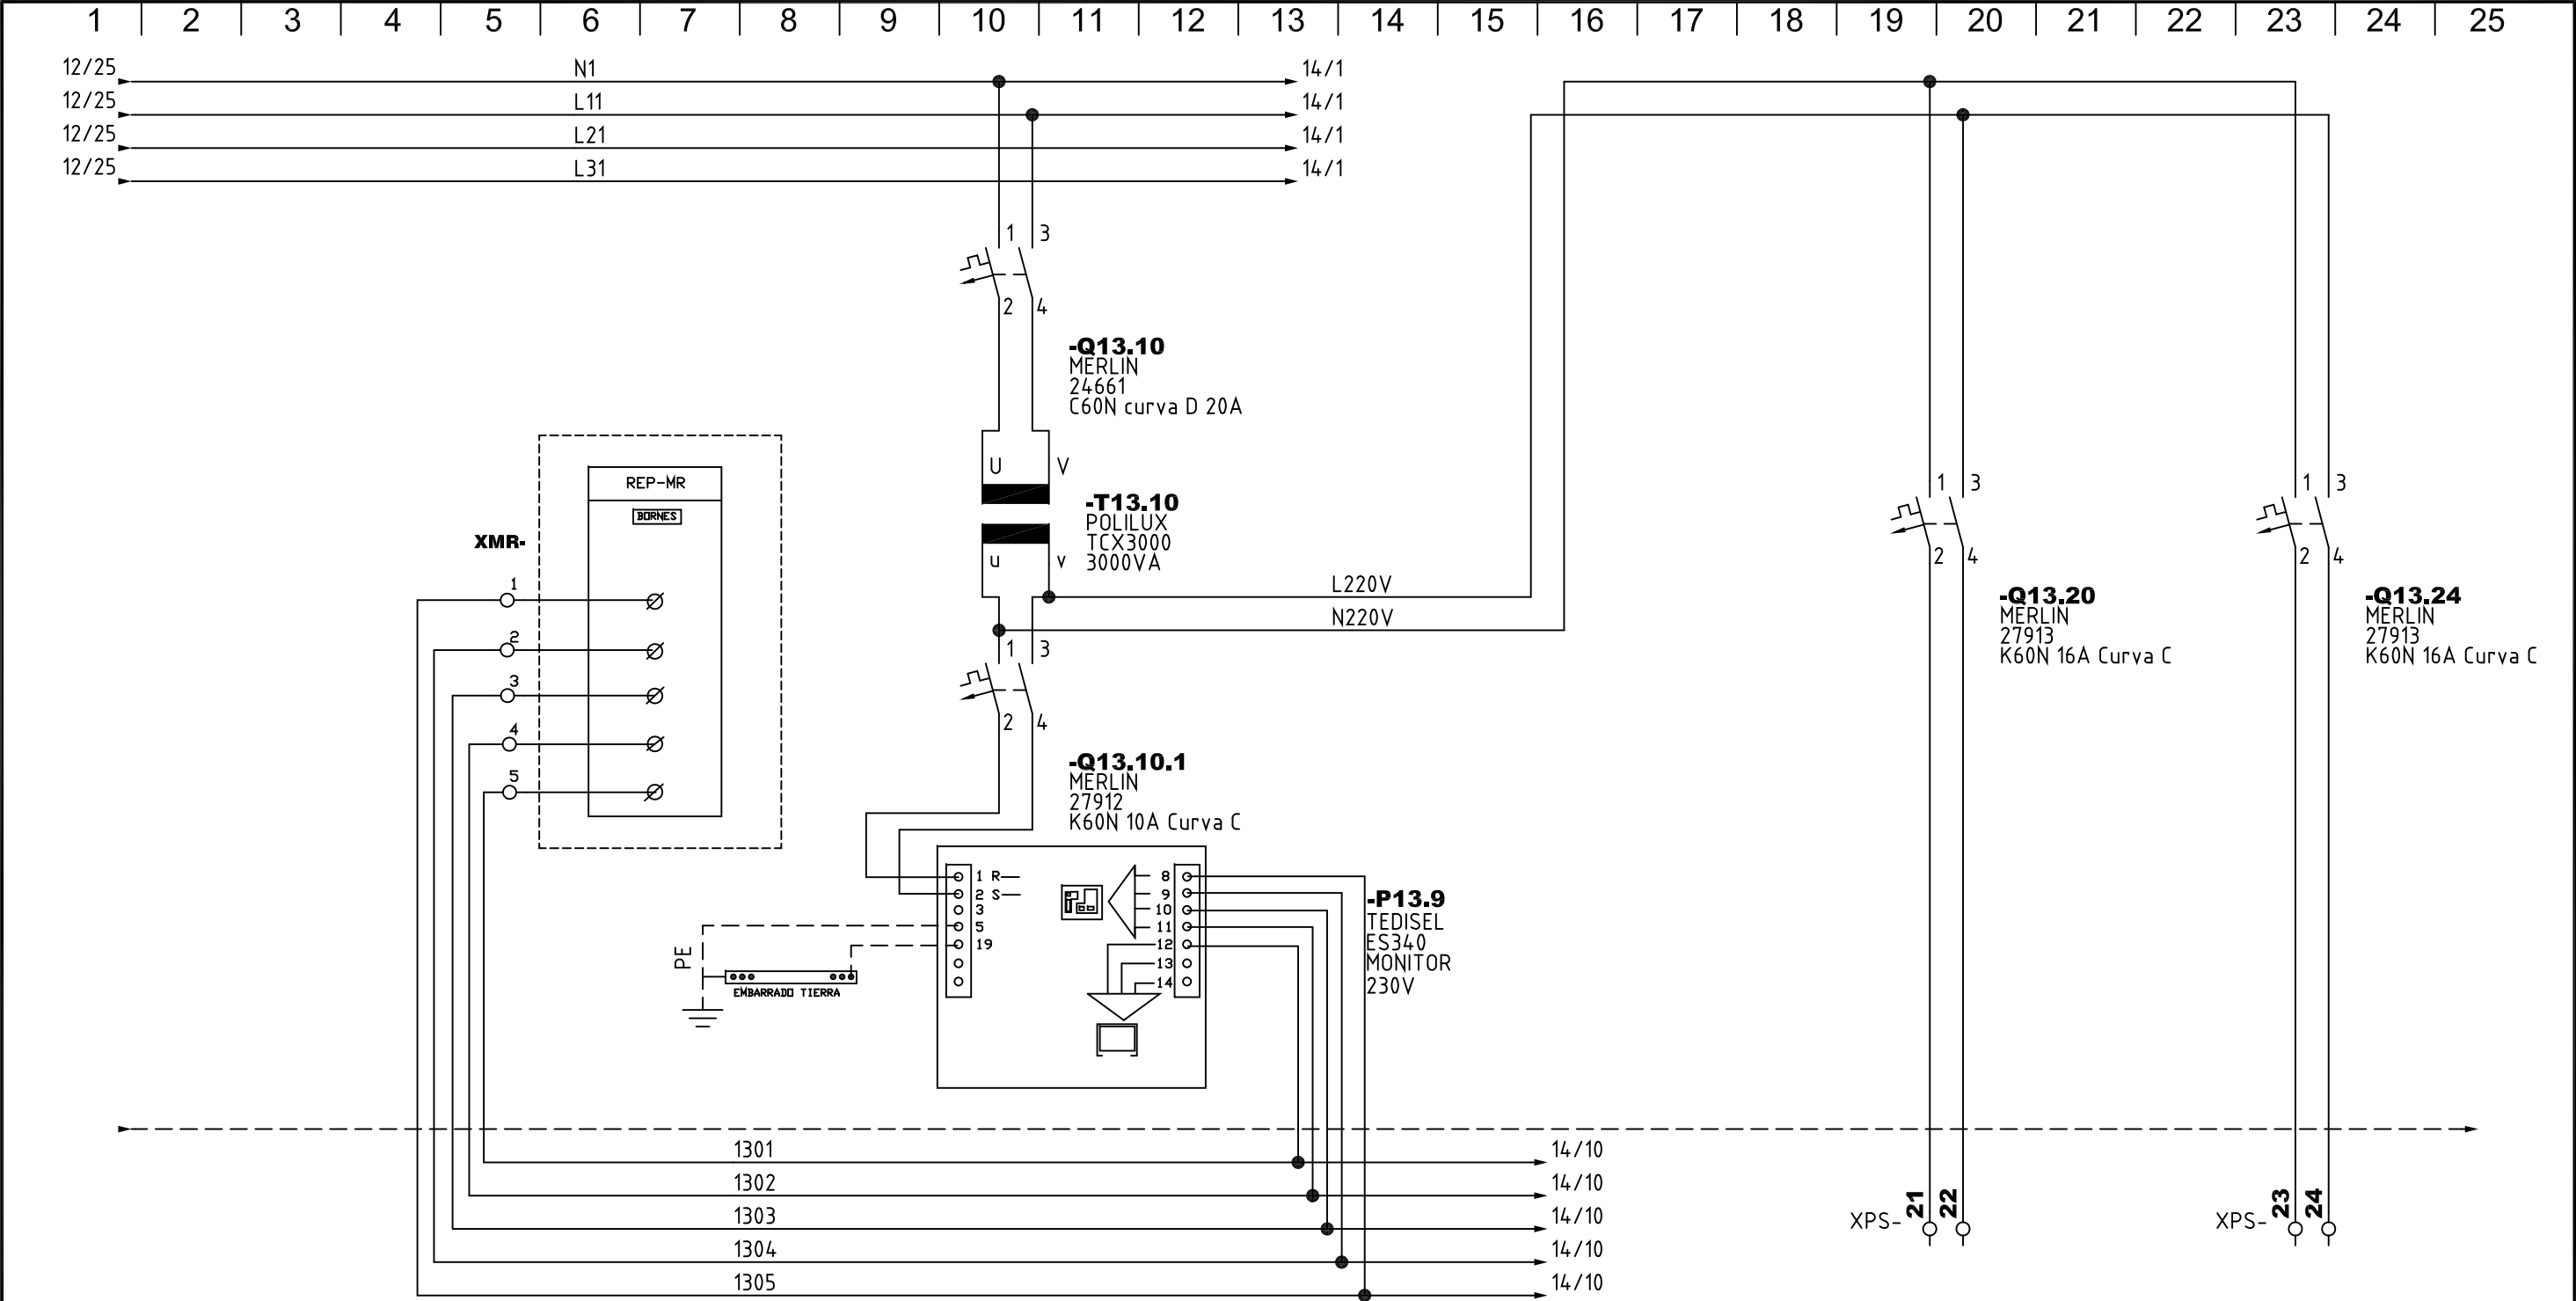 1 2 3 4 5 6 7 8 9 10 11 12 13 14 15 16 17 18 19 20 21 22 23 24 25
12/25 N1 14/1
12/25 L11 14/1
12/25 L21 14/1
12/25 L31 14/1
1 3
2 4
-Q13.10
MERLIN
24661
C60N curva D 20A
U V
-T13.10
POLILUX
TCX3000
3000VA
u v
L220V
N220V
1 3
2 4
-Q13.10.1
MERLIN
27912
K60N 10A Curva C
REP-MR
BORNES
XMR-
1
2
3
4
5
1 3
2 4
-Q13.20
MERLIN
27913
K60N 16A Curva C
1 3
2 4
-Q13.24
MERLIN
27913
K60N 16A Curva C
1 R
2 S
3
5
19
8
9
10
11
12
13
14
-P13.9
TEDISEL
ES340
MONITOR
230V
PE
EMBARRADO TIERRA
1301 14/10
1302 14/10
1303 14/10
1304 14/10
1305 14/10
XPS- 21 22
XPS- 23 24